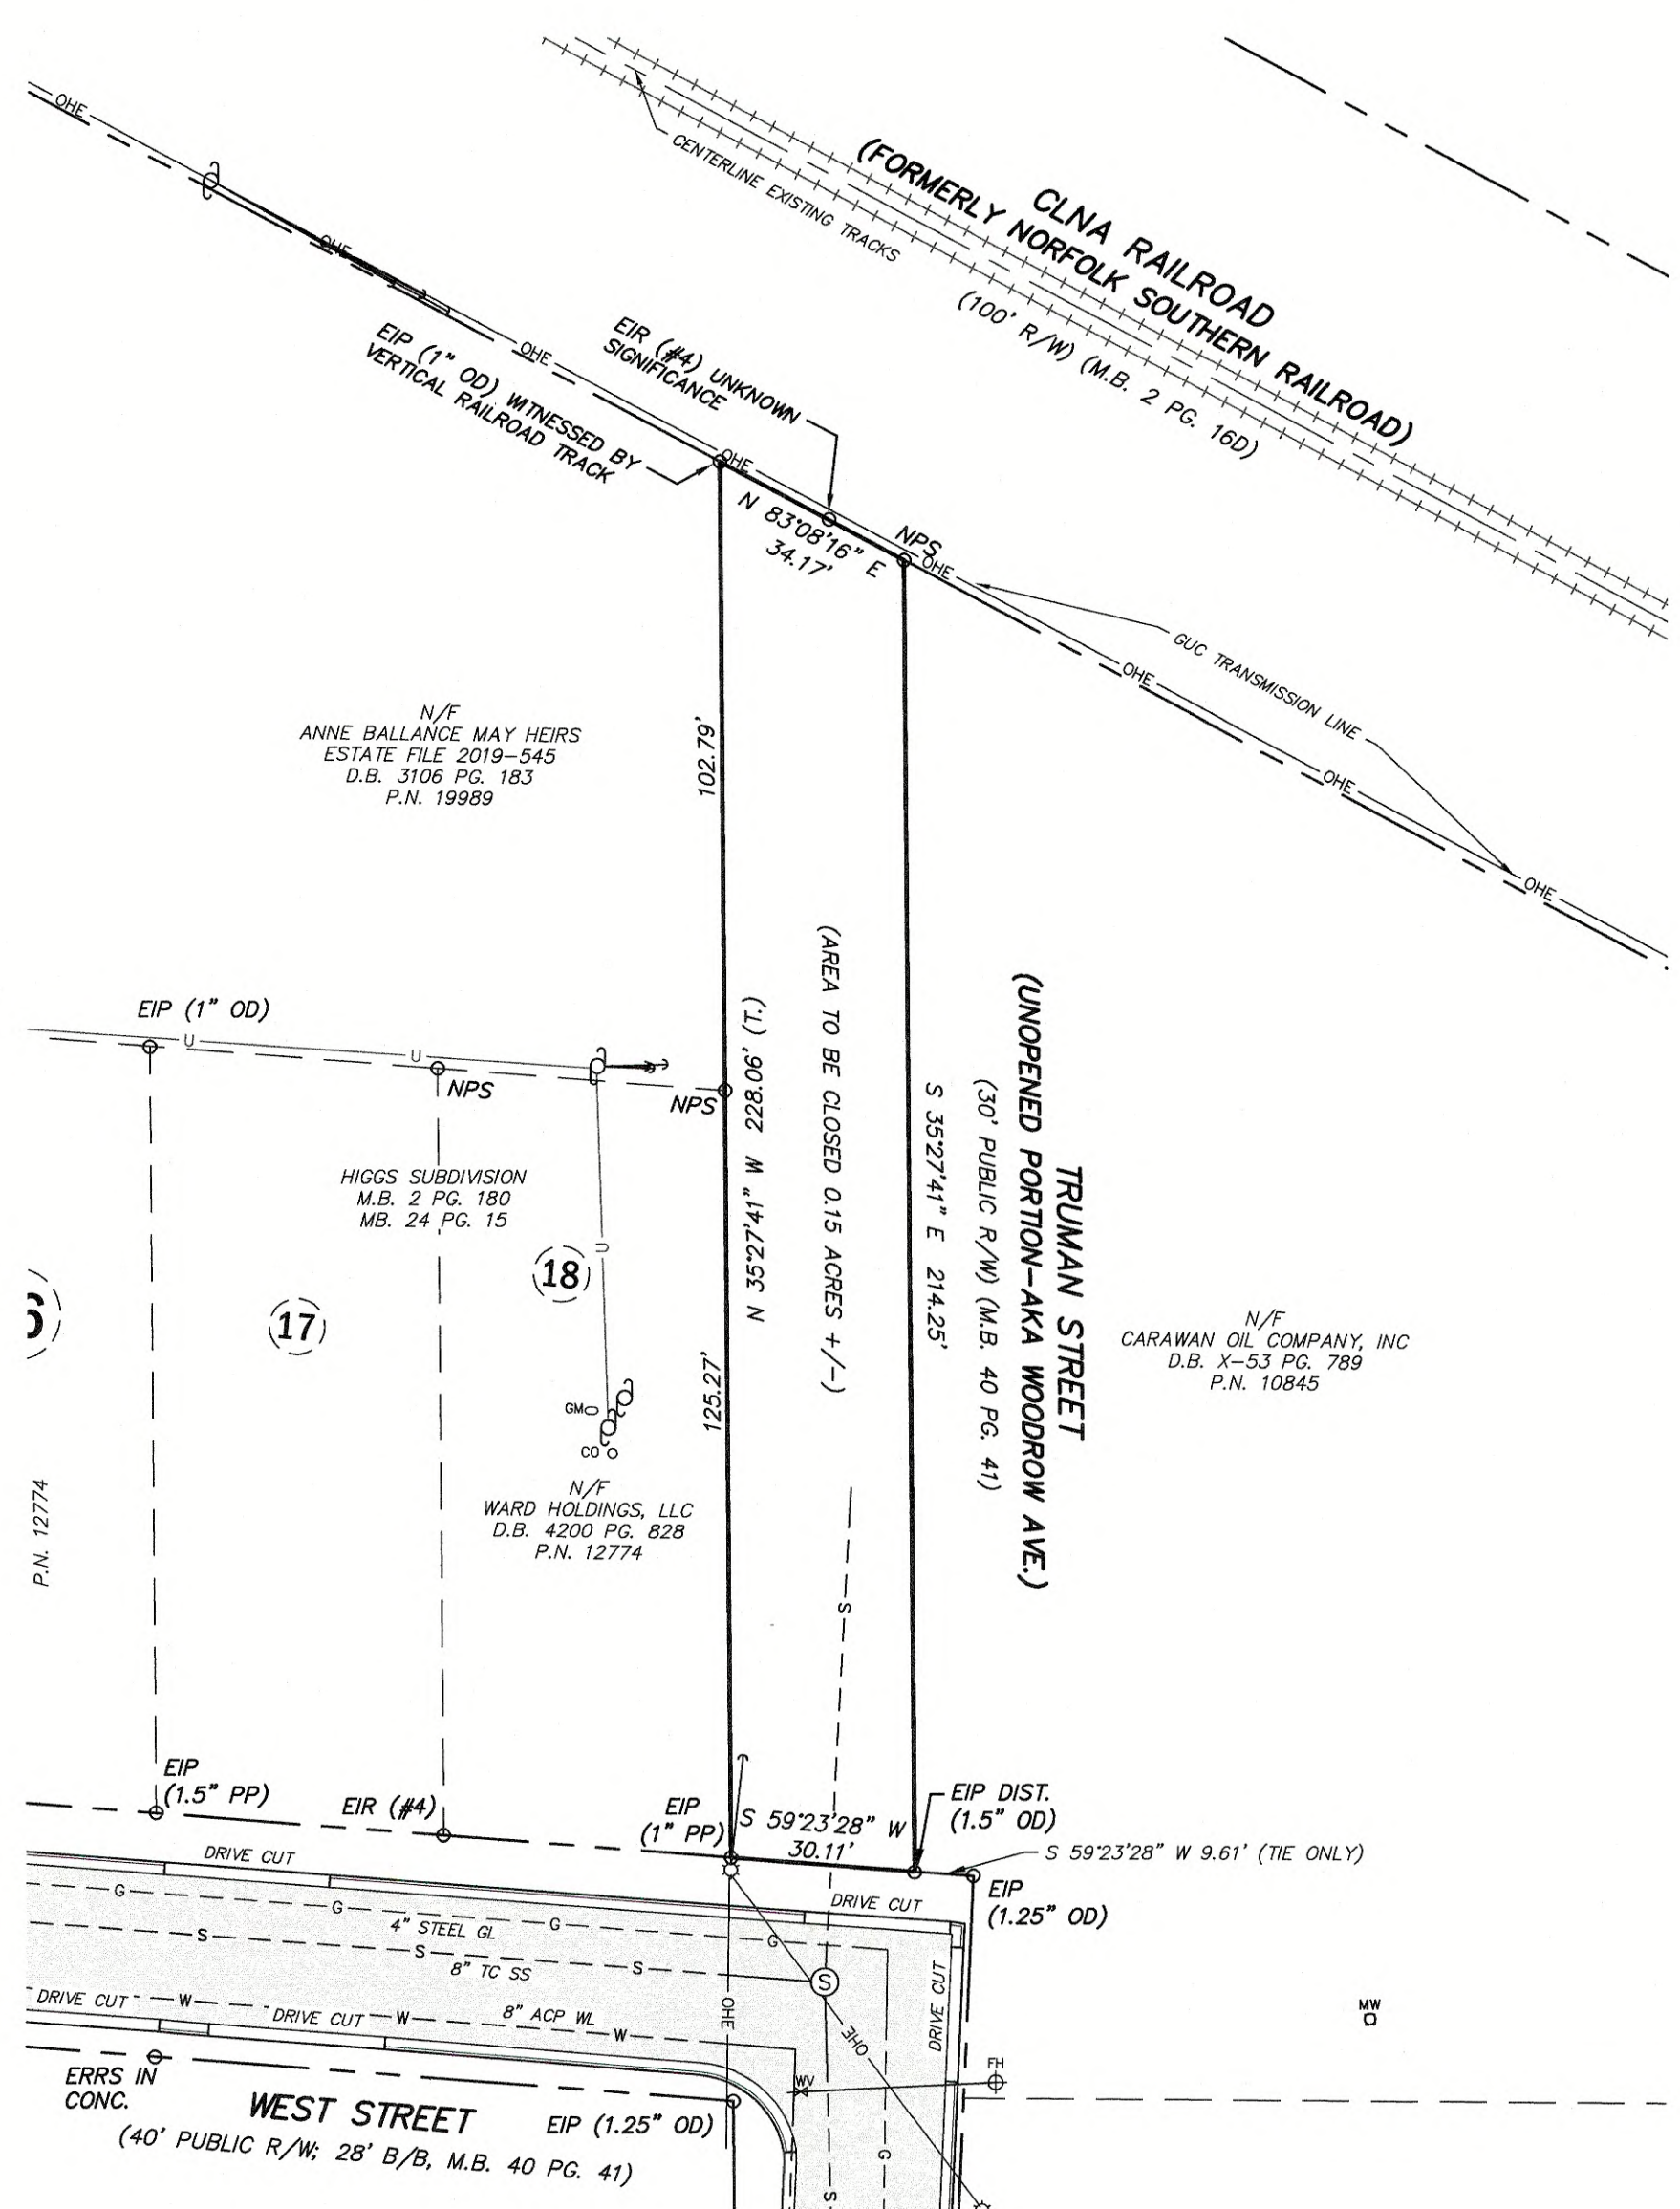 OHE
CENTERLINE EXISTING TRACKS
CLNA RAILROAD
(FORMERLY NORFOLK SOUTHERN RAILROAD)
(100' R/W) (M.B. 2 PG. 16D)
OHE
EIP (1" OD) WITNESSED BY
VERTICAL RAILROAD TRACK
OHE
EIR (#4) UNKNOWN
SIGNIFICANCE
OHE
N 83°08'16" E
34.17'
NPS
OHE
GUC TRANSMISSION LINE
OHE
OHE
OHE
N/F
ANNE BALLANCE MAY HEIRS
ESTATE FILE 2019-545
D.B. 3106 PG. 183
P.N. 19989
102.79'
EIP (1" OD)
U
U
NPS
NPS
HIGGS SUBDIVISION
M.B. 2 PG. 180
MB. 24 PG. 15
U
N 35°27'41" W 228.06' (T.)
(AREA TO BE CLOSED 0.15 ACRES +/-)
S 35°27'41" E 214.25'
(30' PUBLIC R/W) (M.B. 40 PG. 41)
TRUMAN STREET
(UNOPENED PORTION-AKA WOODROW AVE.)
N/F
CARAWAN OIL COMPANY, INC
D.B. X-53 PG. 789
P.N. 10845
17
18
125.27'
GM
CO
N/F
WARD HOLDINGS, LLC
D.B. 4200 PG. 828
P.N. 12774
P.N. 12774
S
EIP
(1.5" PP)
EIR (#4)
EIP
(1" PP)
S 59°23'28" W
30.11'
EIP DIST.
(1.5" OD)
S 59°23'28" W 9.61' (TIE ONLY)
EIP
(1.25" OD)
DRIVE CUT
DRIVE CUT
DRIVE CUT
G
G
G
G
4" STEEL GL
S
S
S
8" TC SS
S
DRIVE CUT
W
DRIVE CUT
W
8" ACP WL
W
OHE
OHE
MW
FH
WV
ERRS IN
CONC.
WEST STREET
(40' PUBLIC R/W; 28' B/B, M.B. 40 PG. 41)
EIP (1.25" OD)
G
S